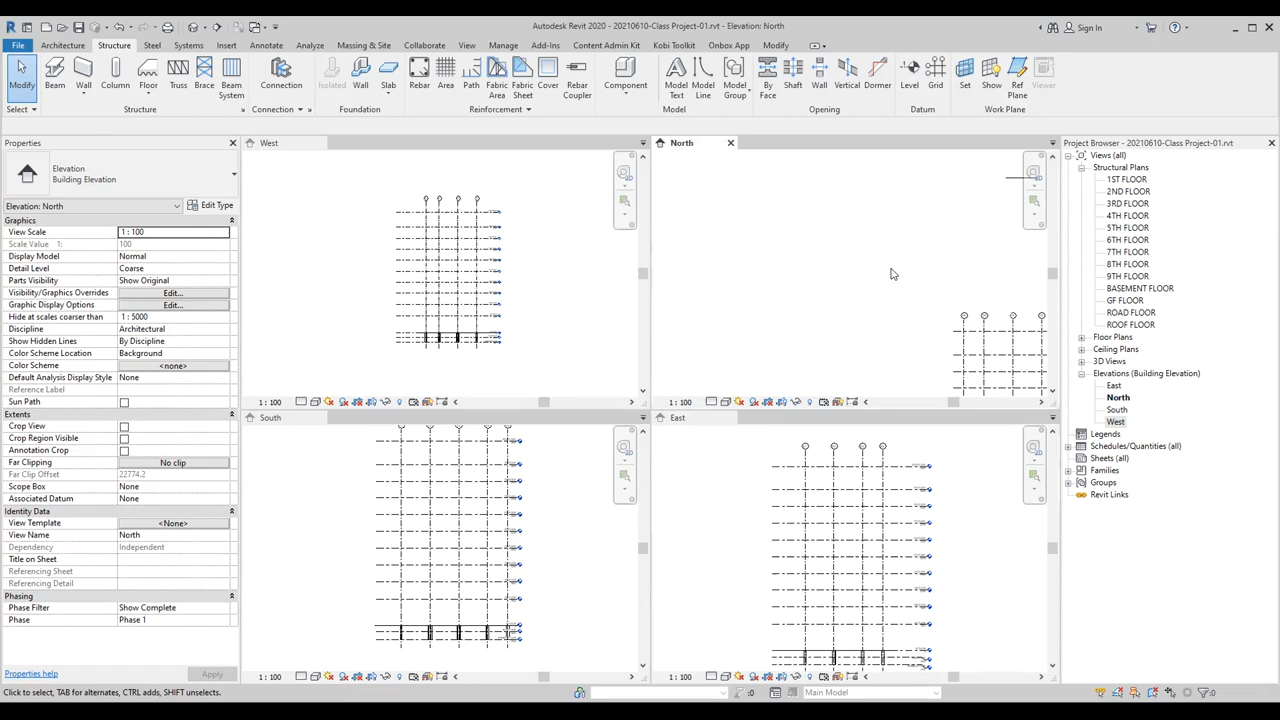 Autodesk Revit 2020 - 20210610-Class Project-01.rvt - Elevation: North
Sign In
File Architecture Structure Steel Systems Insert Annotate Analyze Massing & Site Collaborate View Manage Add-Ins Content Admin Kit Kobi Toolkit Onbox App Modify
Modify Beam Wall Column Floor Truss Brace Beam System Connection Isolated Wall Slab Rebar Area Path Fabric Area Fabric Sheet Cover Rebar Coupler Component Model Text Model Line Model Group By Face Shaft Wall Vertical Dormer Level Grid Set Show Ref Plane Viewer
Select Structure Connection Foundation Reinforcement Model Opening Datum Work Plane
Properties
Elevation
Building Elevation
Elevation: North Edit Type
Graphics
View Scale 1 : 100
Scale Value 1: 100
Display Model Normal
Detail Level Coarse
Parts Visibility Show Original
Visibility/Graphics Overrides Edit...
Graphic Display Options Edit...
Hide at scales coarser than 1 : 5000
Discipline Architectural
Show Hidden Lines By Discipline
Color Scheme Location Background
Color Scheme <none>
Default Analysis Display Style None
Reference Label
Sun Path
Extents
Crop View
Crop Region Visible
Annotation Crop
Far Clipping No clip
Far Clip Offset 22774.2
Scope Box None
Associated Datum None
Identity Data
View Template <None>
View Name North
Dependency Independent
Title on Sheet
Referencing Sheet
Referencing Detail
Phasing
Phase Filter Show Complete
Phase Phase 1
Properties help Apply
West
1 : 100
North
1 : 100
South
1 : 100
East
1 : 100
Project Browser - 20210610-Class Project-01.rvt
Views (all)
Structural Plans
1ST FLOOR
2ND FLOOR
3RD FLOOR
4TH FLOOR
5TH FLOOR
6TH FLOOR
7TH FLOOR
8TH FLOOR
9TH FLOOR
BASEMENT FLOOR
GF FLOOR
ROAD FLOOR
ROOF FLOOR
Floor Plans
Ceiling Plans
3D Views
Elevations (Building Elevation)
East
North
South
West
Legends
Schedules/Quantities (all)
Sheets (all)
Families
Groups
Revit Links
Click to select, TAB for alternates, CTRL adds, SHIFT unselects. :0 Main Model :0